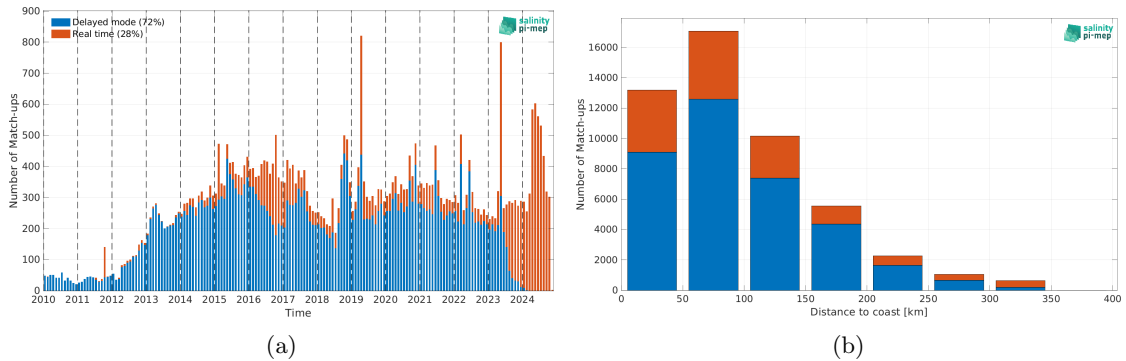 Delayed mode (72%)
Real time (28%)
salinity
pi-mep
Number of Match-ups
900
800
700
600
500
400
300
200
100
0
2010 2011 2012 2013 2014 2015 2016 2017 2018 2019 2020 2021 2022 2023 2024
Time
(a)
salinity
pi-mep
Number of Match-ups
16000
14000
12000
10000
8000
6000
4000
2000
0
0 50 100 150 200 250 300 350 400
Distance to coast [km]
(b)